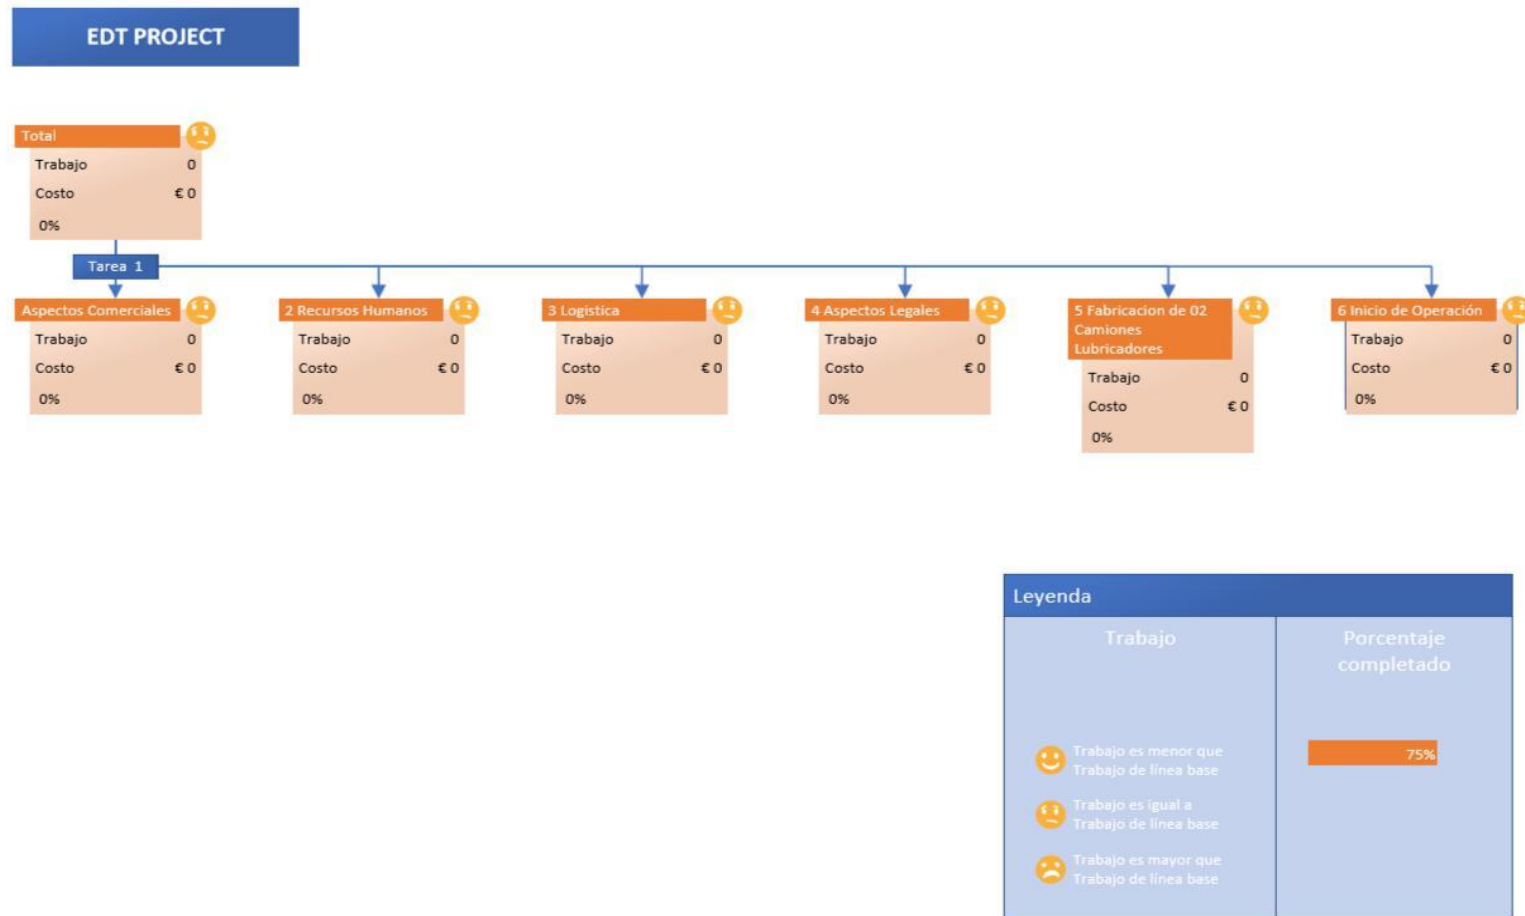 EDT PROJECT
Total
Trabajo 0
Costo € 0
0%
Tarea 1
Aspectos Comerciales
Trabajo 0
Costo € 0
0%
2 Recursos Humanos
Trabajo 0
Costo € 0
0%
3 Logistica
Trabajo 0
Costo € 0
0%
4 Aspectos Legales
Trabajo 0
Costo € 0
0%
5 Fabricacion de 02
Camiones
Lubricadores
Trabajo 0
Costo € 0
0%
6 Inicio de Operación
Trabajo 0
Costo € 0
0%
Leyenda
Trabajo
Trabajo es menor que
Trabajo de línea base
Trabajo es igual a
Trabajo de línea base
Trabajo es mayor que
Trabajo de línea base
Porcentaje
completado
75%